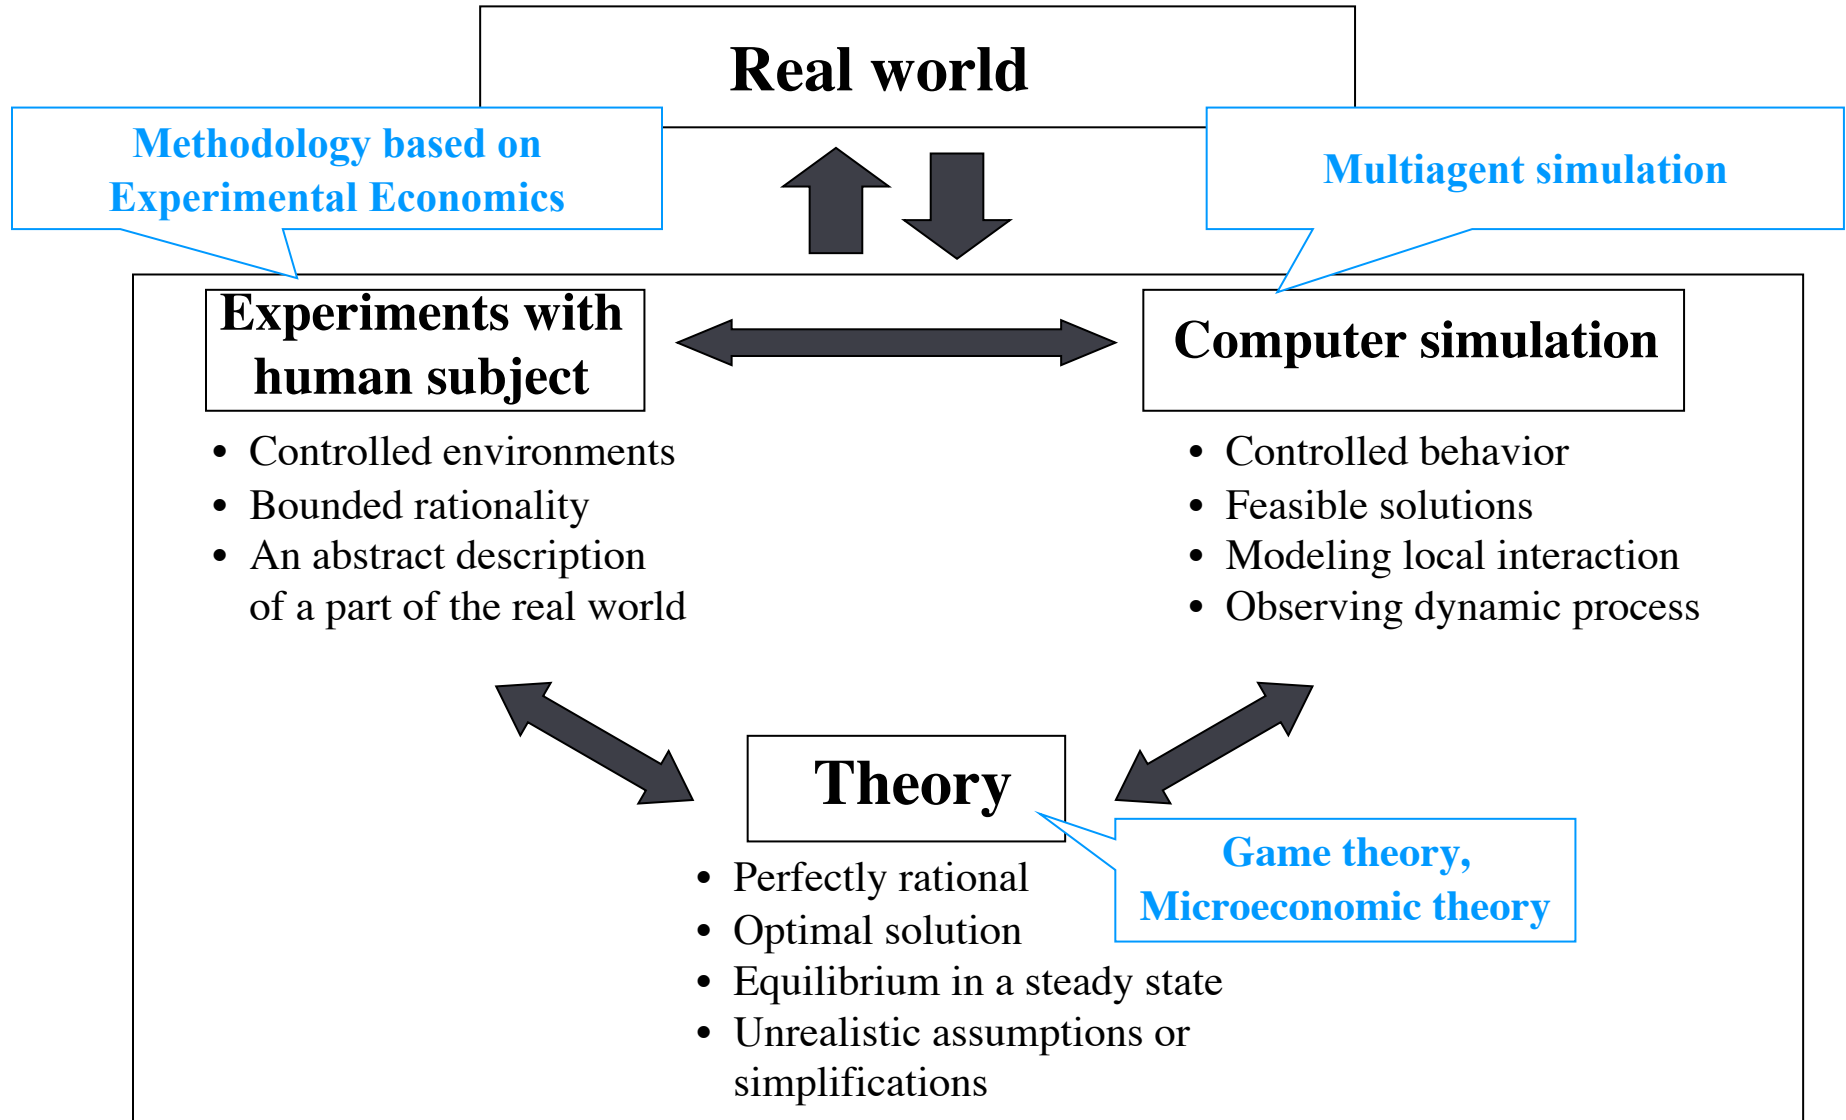 Real world
Methodology based on
Experimental Economics
Multiagent simulation
Experiments with
human subject
Computer simulation
• Controlled environments
• Bounded rationality
• An abstract description
of a part of the real world
• Controlled behavior
• Feasible solutions
• Modeling local interaction
• Observing dynamic process
Theory
Game theory,
Microeconomic theory
• Perfectly rational
• Optimal solution
• Equilibrium in a steady state
• Unrealistic assumptions or
simplifications